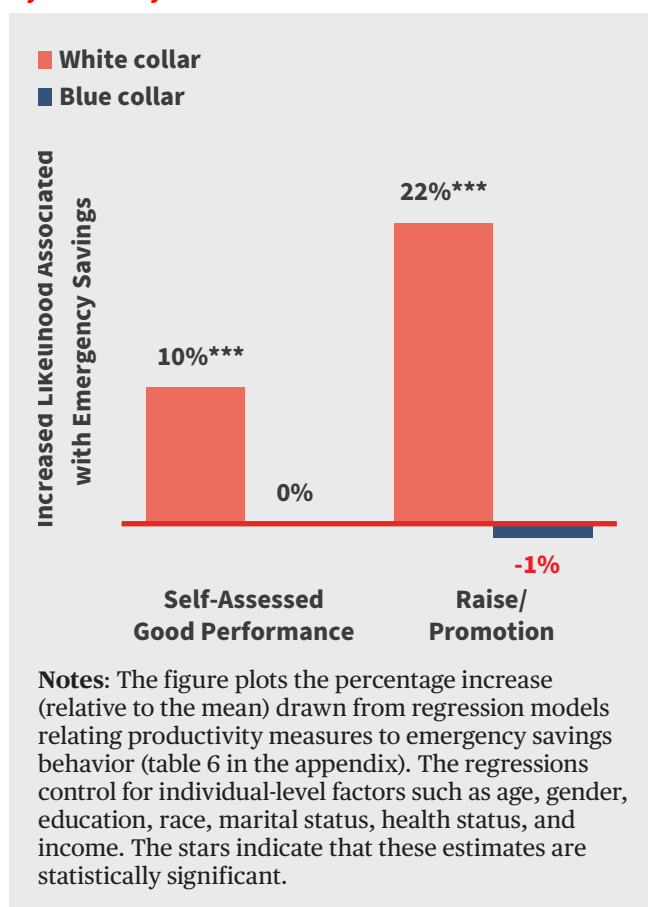 White collar
Blue collar
Increased Likelihood Associated
with Emergency Savings
22%***
10%***
0%
-1%
Self-Assessed
Good Performance
Raise/
Promotion
Notes: The figure plots the percentage increase
(relative to the mean) drawn from regression models
relating productivity measures to emergency savings
behavior (table 6 in the appendix). The regressions
control for individual-level factors such as age, gender,
education, race, marital status, health status, and
income. The stars indicate that these estimates are
statistically significant.